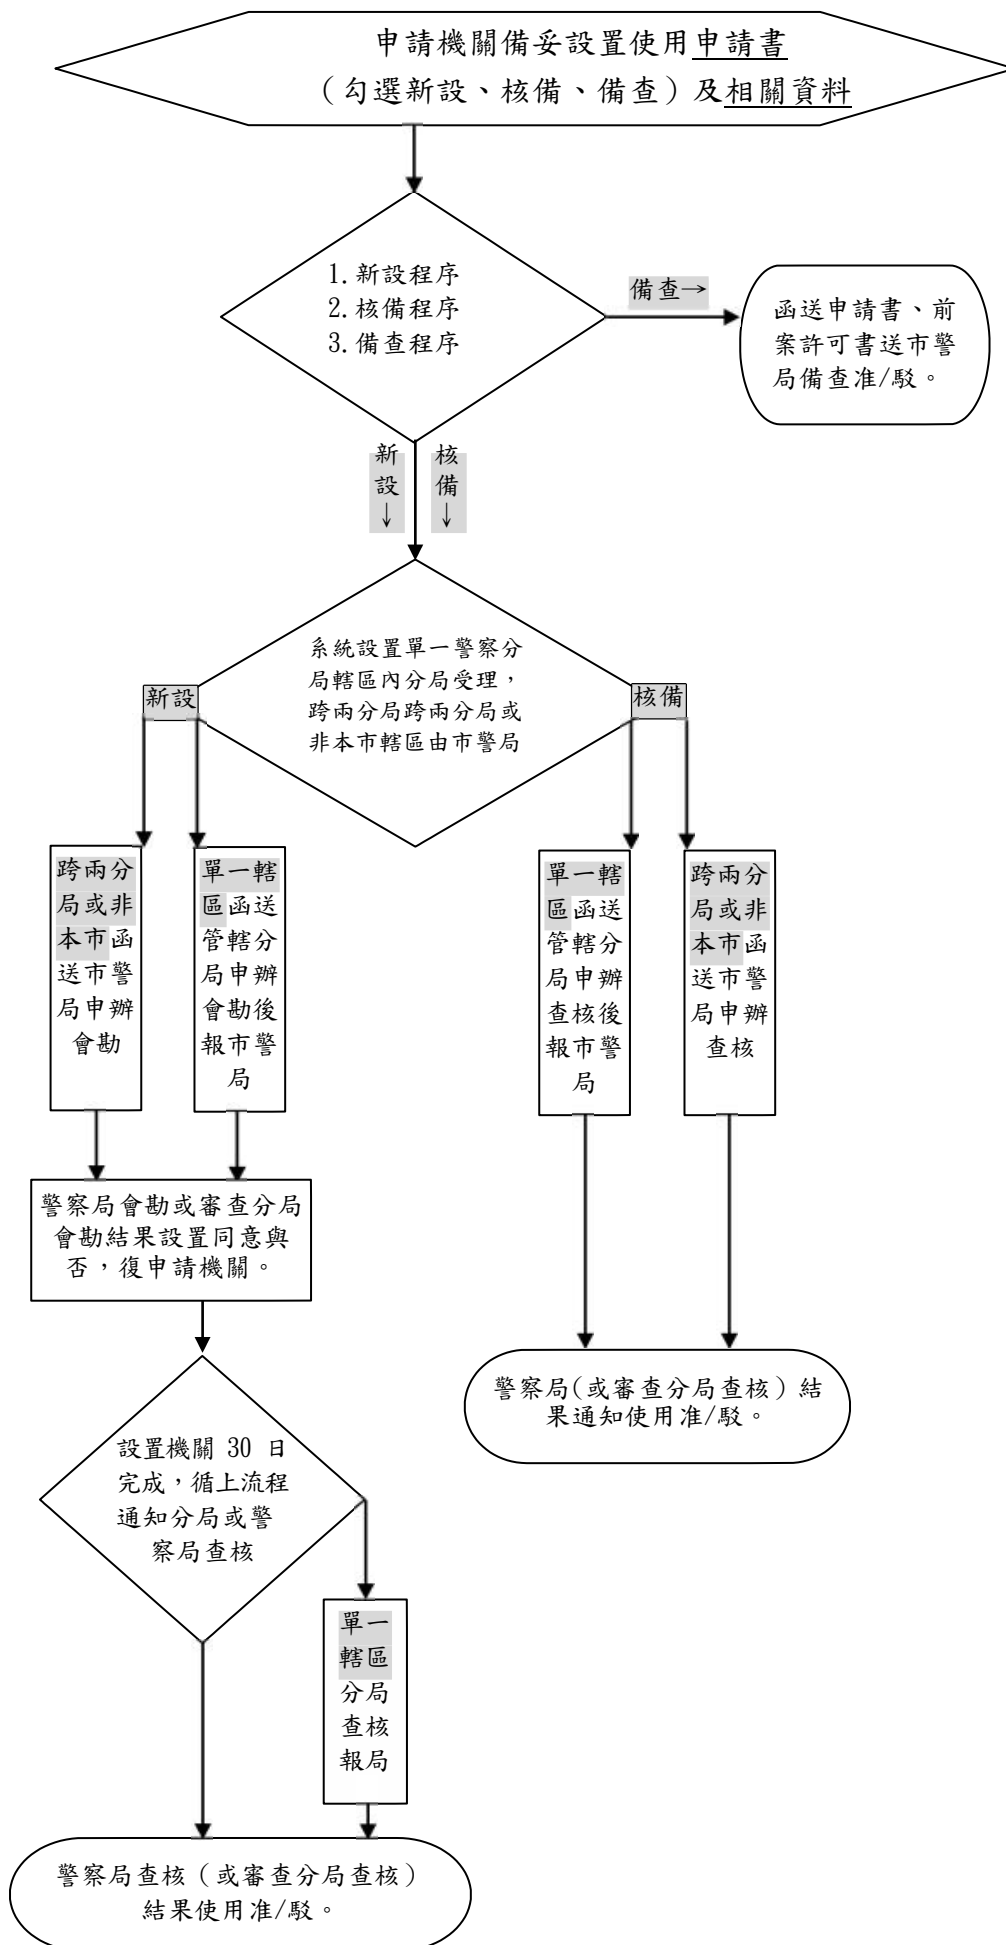 申請機關備妥設置使用申請書
（勾選新設、核備、備查）及相關資料
1.新設程序
2.核備程序
3.備查程序
備查→
函送申請書、前
案許可書送市警
局備查准/駁。
新
設
↓
核
備
↓
系統設置單一警察分
局轄區內分局受理，
跨兩分局跨兩分局或
非本市轄區由市警局
新設
核備
跨兩分
局或非
本市函
送市警
局申辦
會勘
單一轄
區函送
管轄分
局申辦
會勘後
報市警
局
單一轄
區函送
管轄分
局申辦
查核後
報市警
局
跨兩分
局或非
本市函
送市警
局申辦
查核
警察局會勘或審查分局
會勘結果設置同意與
否，復申請機關。
警察局(或審查分局查核）結
果通知使用准/駁。
設置機關 30 日
完成，循上流程
通知分局或警
察局查核
單一
轄區
分局
查核
報局
警察局查核（或審查分局查核）
結果使用准/駁。